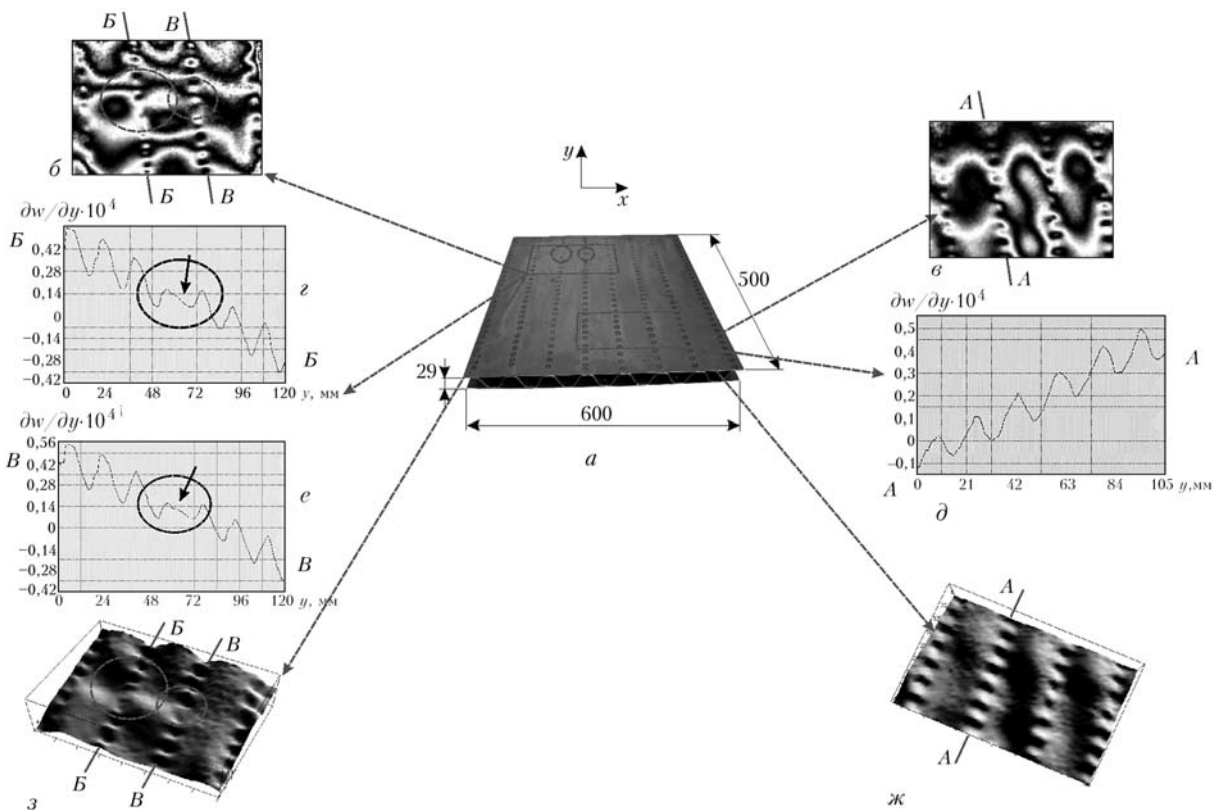 Б В
б
Б В
∂w/∂y·10⁴
Б
0,42
0,28
0,14
0
−0,14
−0,28
−0,42
г
Б
0 24 48 72 96 120
y, мм
∂w/∂y·10⁴
В
0,56
0,42
0,28
0,14
0
−0,14
−0,28
−0,42
е
В
0 24 48 72 96 120
y, мм
Б В
Б В
з
y
x
500
29
600
а
А
в
А
∂w/∂y·10⁴
0,5
0,4
0,3
0,2
0,1
0
−0,1
А
А
0 21 42 63 84 105 y,мм
д
А
А
ж